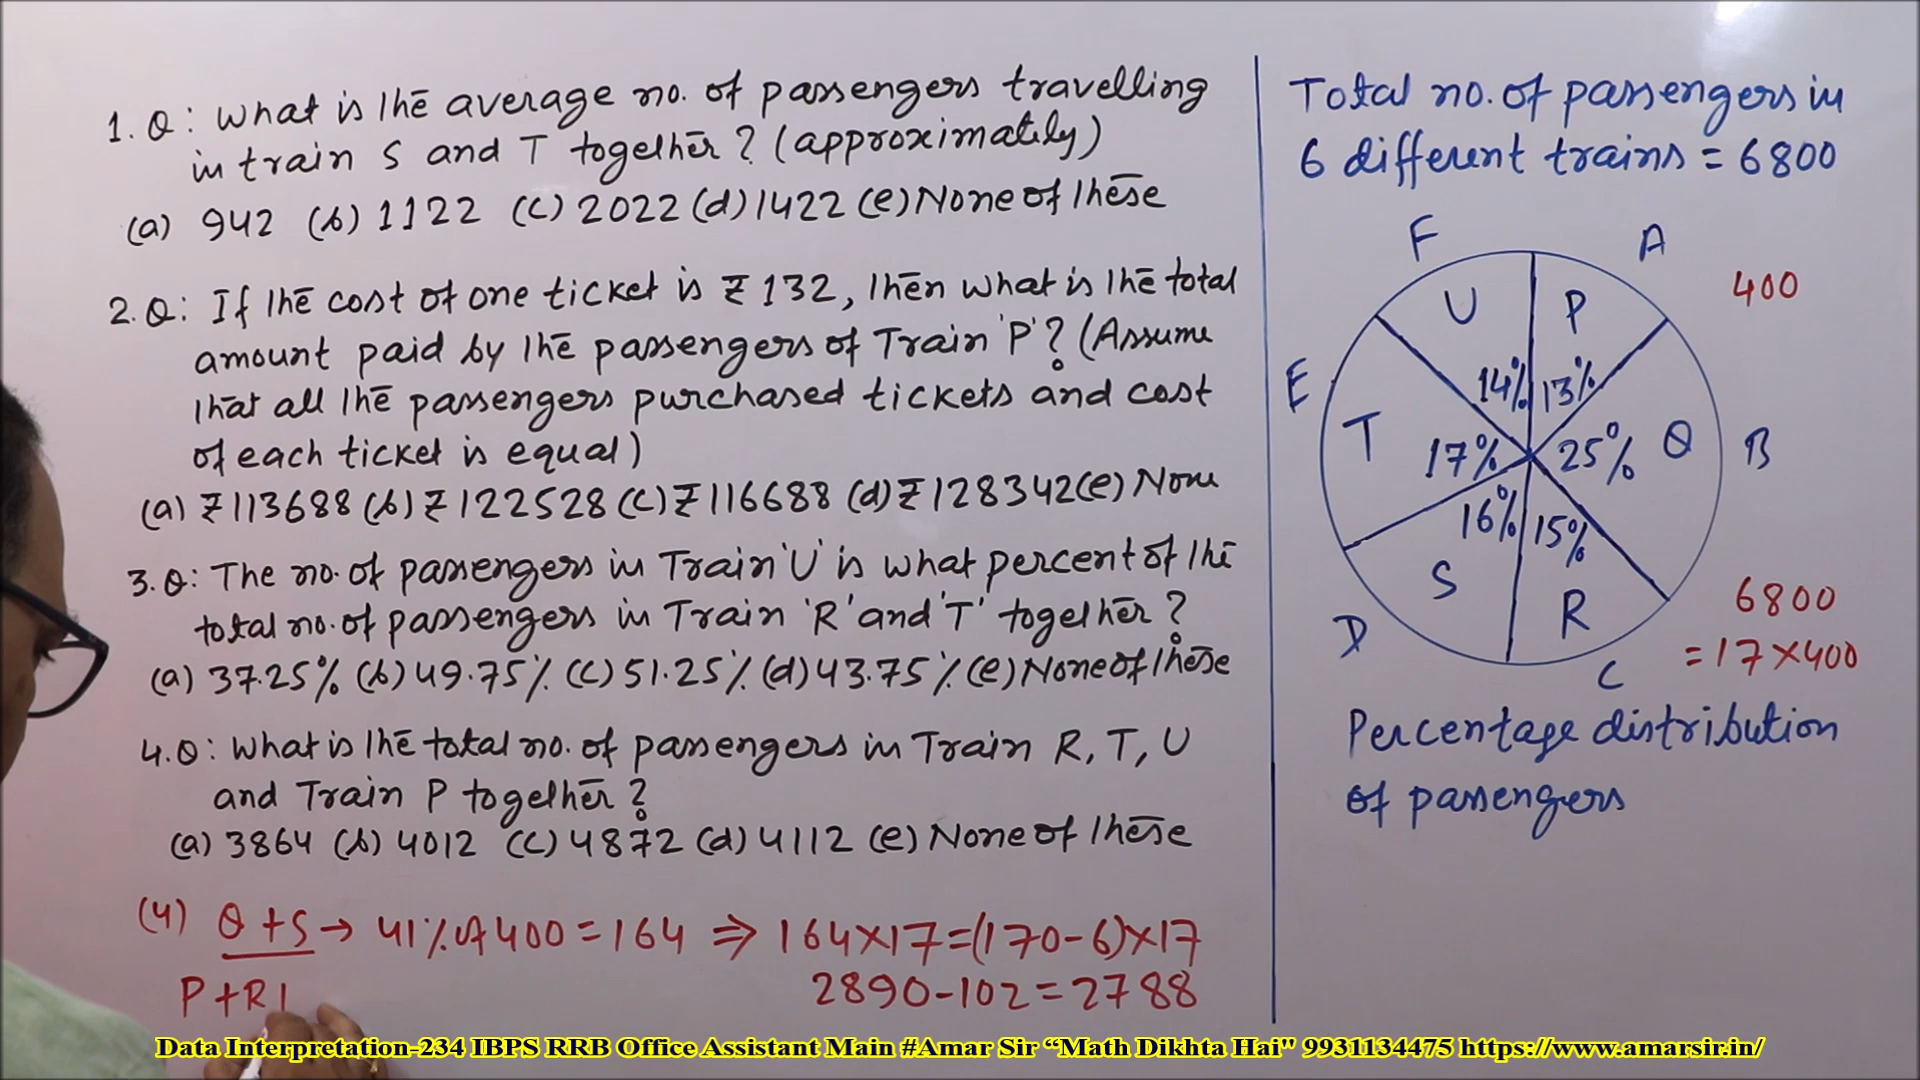 1. Q: What is the average no. of passengers travelling
in train S and T together? (approximately)
(a) 942 (b) 1122 (c) 2022 (d) 1422 (e) None of these
2. Q: If the cost of one ticket is ₹132, then what is the total
amount paid by the passengers of Train 'P'? (Assume
that all the passengers purchased tickets and cost
of each ticket is equal)
(a) ₹113688 (b) ₹122528 (c) ₹116688 (d) ₹128342 (e) None
3. Q: The no. of passengers in Train 'U' is what percent of the
total no. of passengers in Train 'R' and 'T' together?
(a) 37.25% (b) 49.75% (c) 51.25% (d) 43.75% (e) None of these
4. Q: What is the total no. of passengers in Train R, T, U
and Train P together?
(a) 3864 (b) 4012 (c) 4872 (d) 4112 (e) None of these
(4) Q+S → 41% of 400 = 164 ⇒ 164×17=(170-6)×17
P+R 2890-102=2788
Total no. of passengers in
6 different trains = 6800
F A
U P 400
14% 13%
E T 17% 25% Q B
16% 15%
S R 6800
D C =17×400
Percentage distribution
of passengers
Data Interpretation-234 IBPS RRB Office Assistant Main #Amar Sir “Math Dikhta Hai" 9931134475 https://www.amarsir.in/